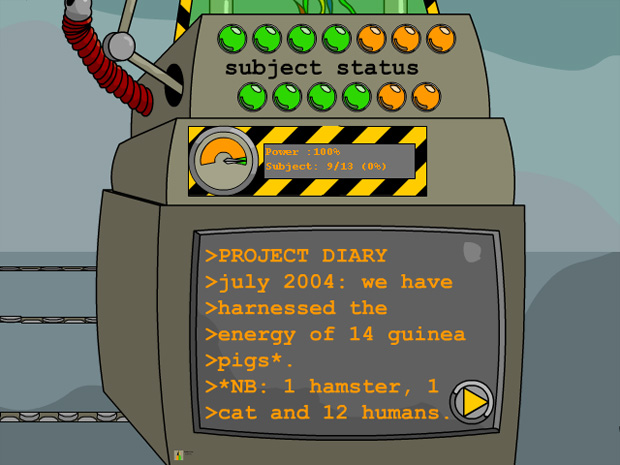 subject status
Power :100%
Subject: 9/13 (0%)
>PROJECT DIARY
>july 2004: we have
>harnessed the
>energy of 14 guinea
>pigs*.
>*NB: 1 hamster, 1
>cat and 12 humans.